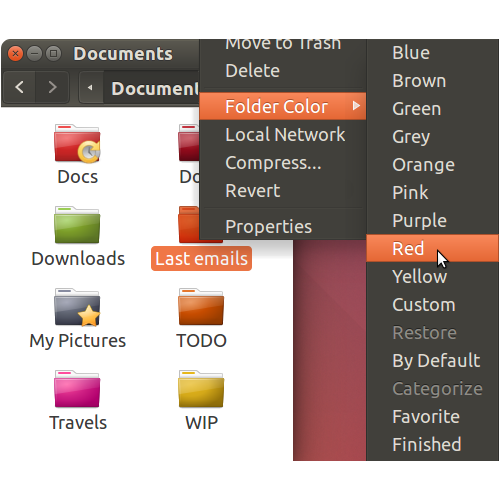 Documents
Document
Docs
Do
Downloads
Last emails
My Pictures
TODO
Travels
WIP
Move to Trash
Delete
Folder Color
Local Network
Compress...
Revert
Properties
Blue
Brown
Green
Grey
Orange
Pink
Purple
Red
Yellow
Custom
Restore
By Default
Categorize
Favorite
Finished